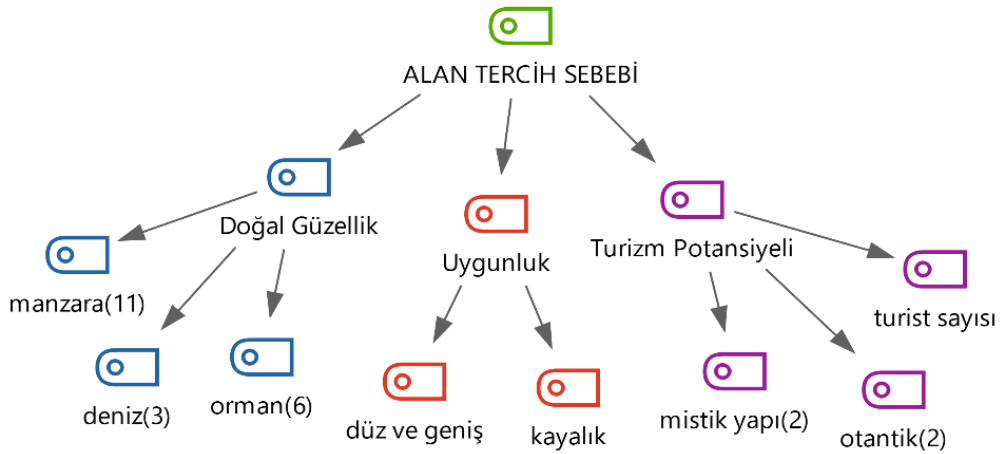 ALAN TERCİH SEBEBİ
Doğal Güzellik
Uygunluk
Turizm Potansiyeli
manzara(11)
deniz(3)
orman(6)
düz ve geniş
kayalık
mistik yapı(2)
otantik(2)
turist sayısı